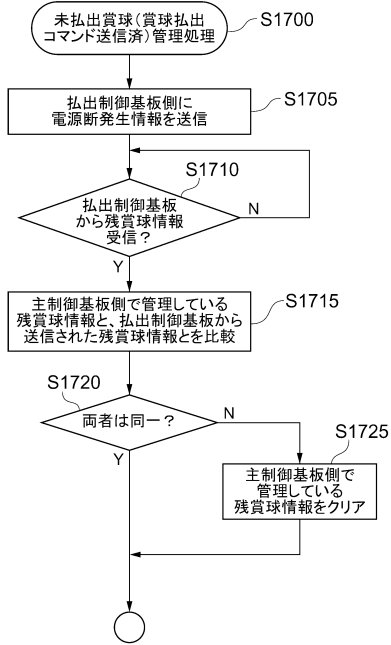 未払出賞球(賞球払出
コマンド送信済)管理処理
S1700
払出制御基板側に
電源断発生情報を送信
S1705
払出制御基板
から残賞球情報
受信?
S1710
N
Y
主制御基板側で管理している
残賞球情報と、払出制御基板から
送信された残賞球情報とを比較
S1715
両者は同一?
S1720
N
Y
主制御基板側で
管理している
残賞球情報をクリア
S1725